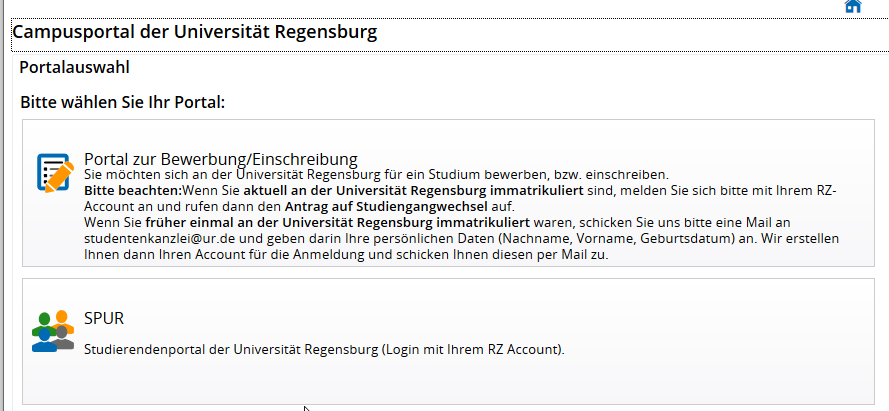 Campusportal der Universität Regensburg
Portalauswahl
Bitte wählen Sie Ihr Portal:
Portal zur Bewerbung/Einschreibung
Sie möchten sich an der Universität Regensburg für ein Studium bewerben, bzw. einschreiben.
Bitte beachten:Wenn Sie aktuell an der Universität Regensburg immatrikuliert sind, melden Sie sich bitte mit Ihrem RZ-
Account an und rufen dann den Antrag auf Studiengangwechsel auf.
Wenn Sie früher einmal an der Universität Regensburg immatrikuliert waren, schicken Sie uns bitte eine Mail an
studentenkanzlei@ur.de und geben darin Ihre persönlichen Daten (Nachname, Vorname, Geburtsdatum) an. Wir erstellen
Ihnen dann Ihren Account für die Anmeldung und schicken Ihnen diesen per Mail zu.
SPUR
Studierendenportal der Universität Regensburg (Login mit Ihrem RZ Account).